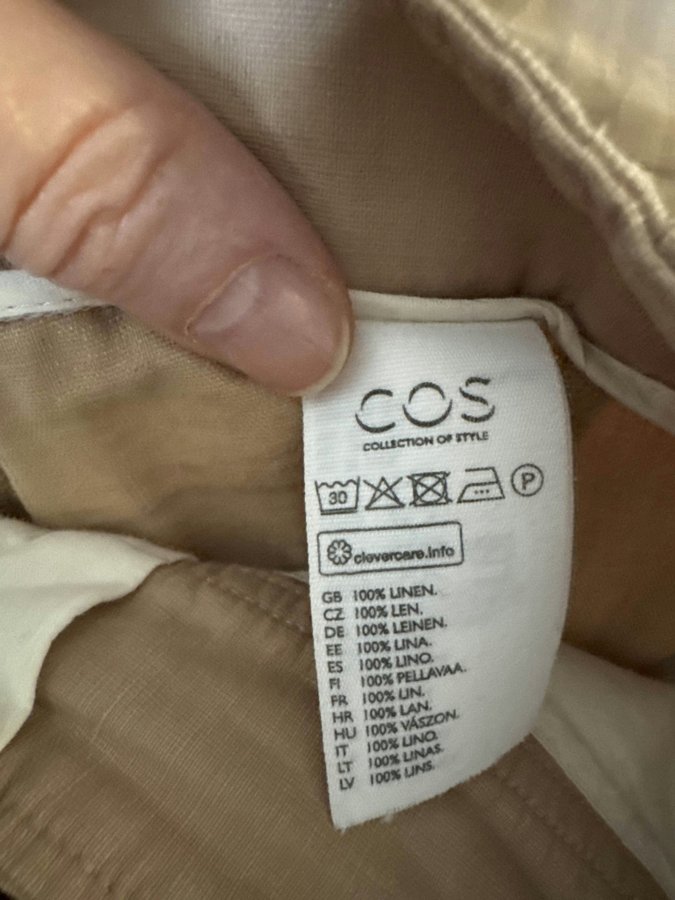 COS
COLLECTION OF STYLE
30 P
clevercare.info
GB 100% LINEN.
CZ 100% LEN.
DE 100% LEINEN.
EE 100% LINA.
ES 100% LINO.
FI 100% PELLAVAA.
FR 100% LIN.
HR 100% LAN.
HU 100% VÁSZON.
IT 100% LINO.
LT 100% LINAS.
LV 100% LINS.